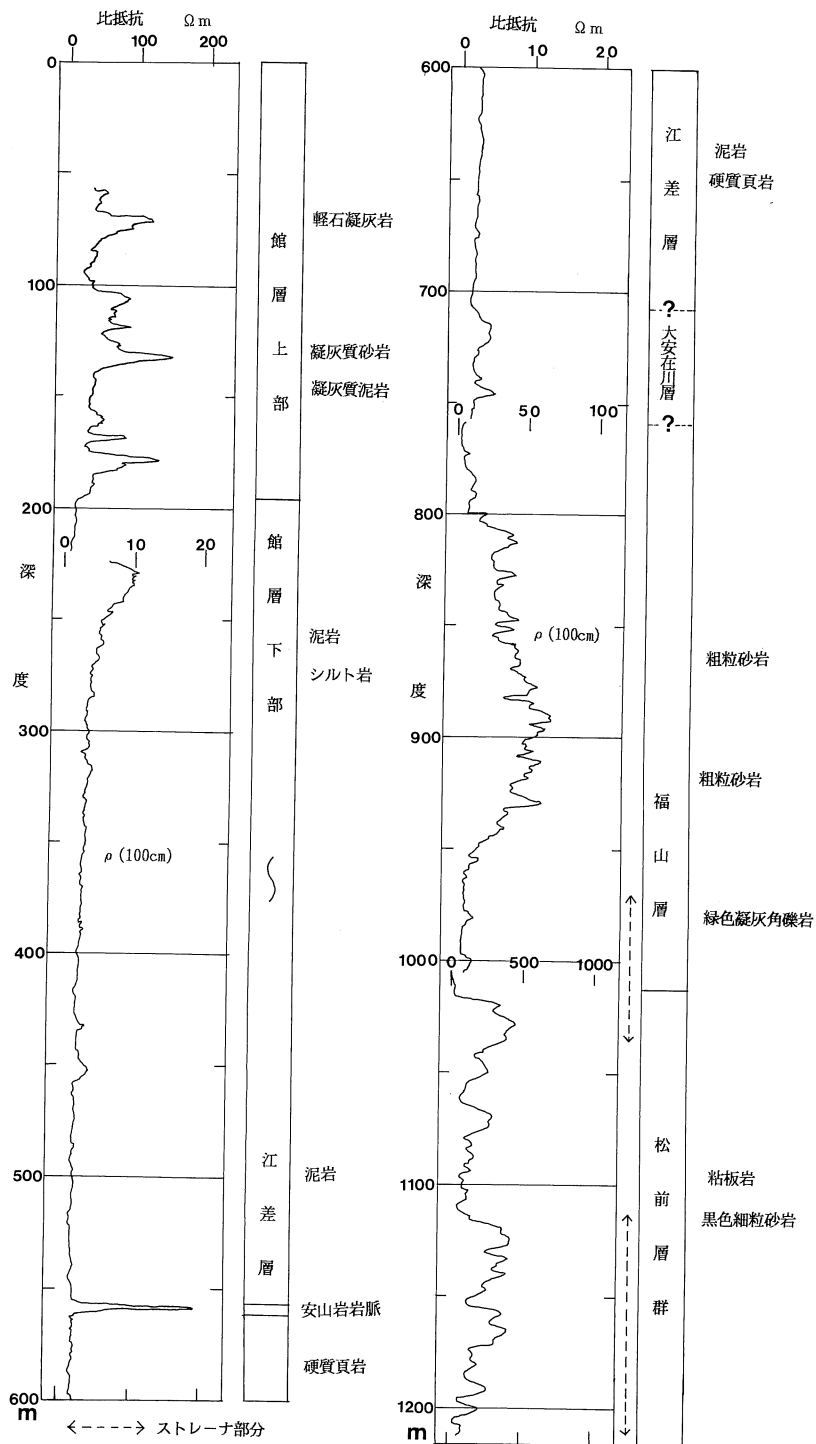 比抵抗 Ωm
0 100 200
0
100
200
0 10 20
300
400
500
600
m
深
度
ρ (100cm)
館層上部
館層下部
江差層
軽石凝灰岩
凝灰質砂岩
凝灰質泥岩
泥岩
シルト岩
泥岩
安山岩岩脈
硬質頁岩
ストレーナ部分
比抵抗 Ωm
0 10 20
600
700
0 50 100
800
900
1000
0 500 1000
1100
1200
m
深
度
ρ (100cm)
江差層
?
大安在川層
?
福山層
松前層群
泥岩
硬質頁岩
粗粒砂岩
粗粒砂岩
緑色凝灰角礫岩
粘板岩
黒色細粒砂岩